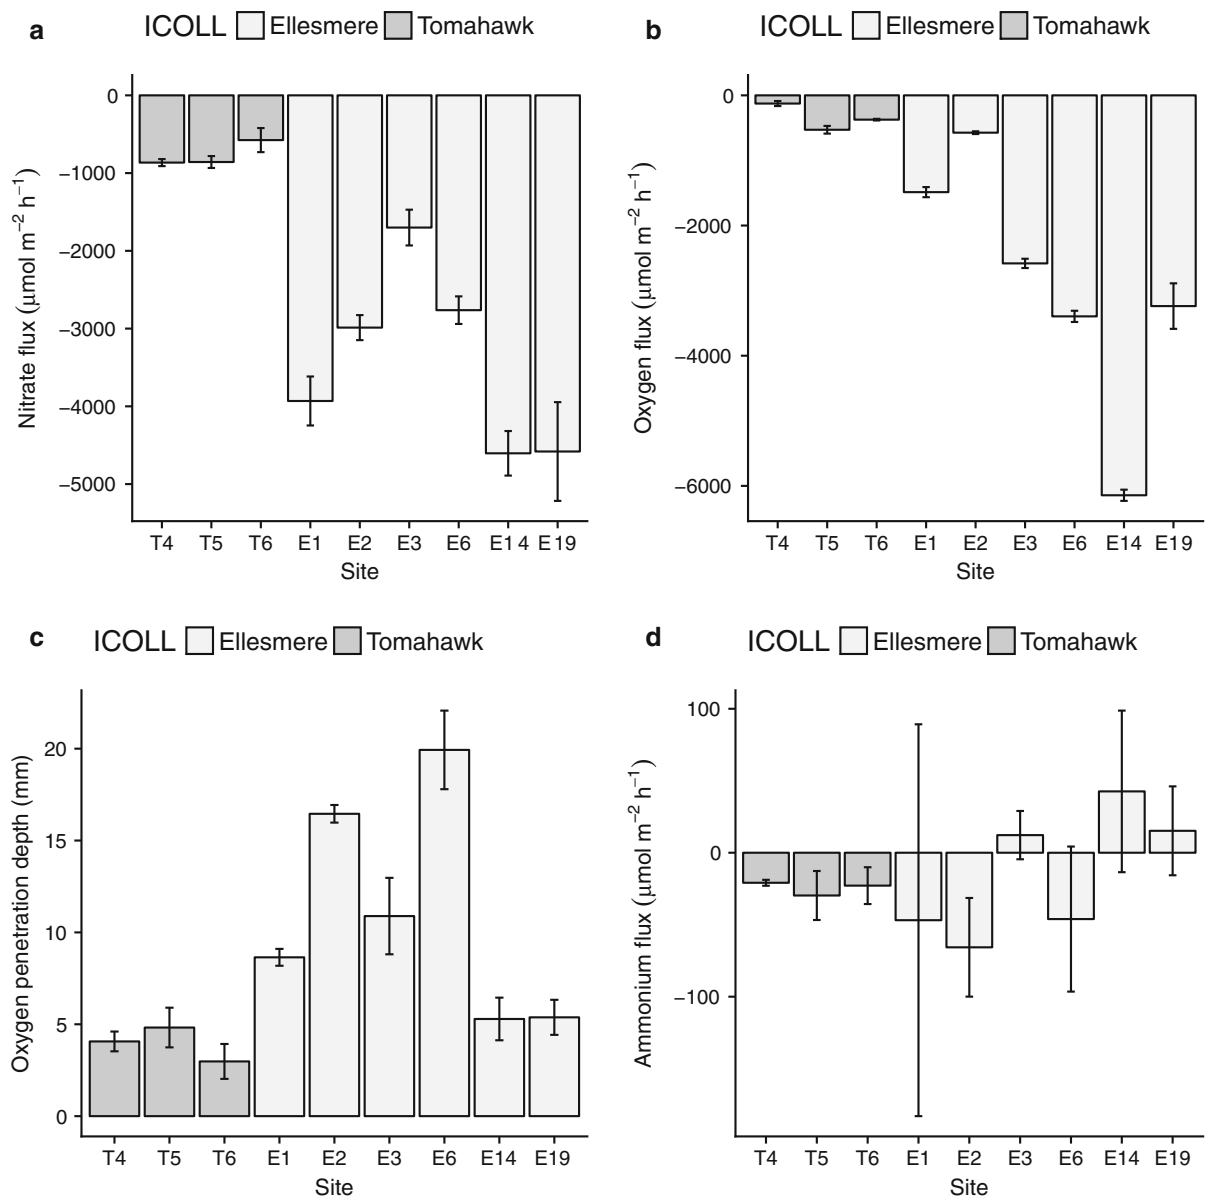 a ICOLL Ellesmere Tomahawk
0
−1000
−2000
−3000
−4000
−5000
Nitrate flux (μmol m−2 h−1)
T4 T5 T6 E1 E2 E3 E6 E1 4 E 19
Site
b ICOLL Ellesmere Tomahawk
0
−2000
−4000
−6000
Oxygen flux (μmol m−2 h−1)
T4 T5 T6 E1 E2 E3 E6 E14 E19
Site
c ICOLL Ellesmere Tomahawk
20
15
10
5
0
Oxygen penetration depth (mm)
T4 T5 T6 E1 E2 E3 E6 E14 E19
Site
d ICOLL Ellesmere Tomahawk
100
0
−100
Ammonium flux (μmol m−2 h−1)
T4 T5 T6 E1 E2 E3 E6 E14 E19
Site